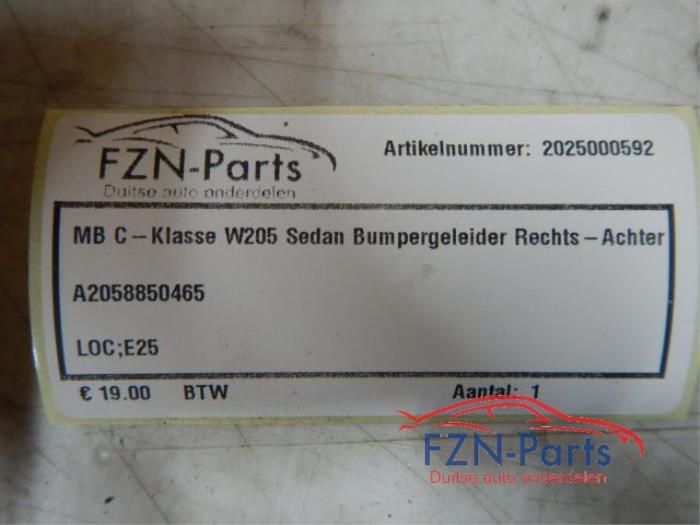 FZN-Parts
Duitse auto onderdelen
Artikelnummer: 2025000592
MB C-Klasse W205 Sedan Bumpergeleider Rechts-Achter
A2058850465
LOC;E25
€ 19.00 BTW Aantal: 1
FZN-Parts
Duitse auto onderdelen